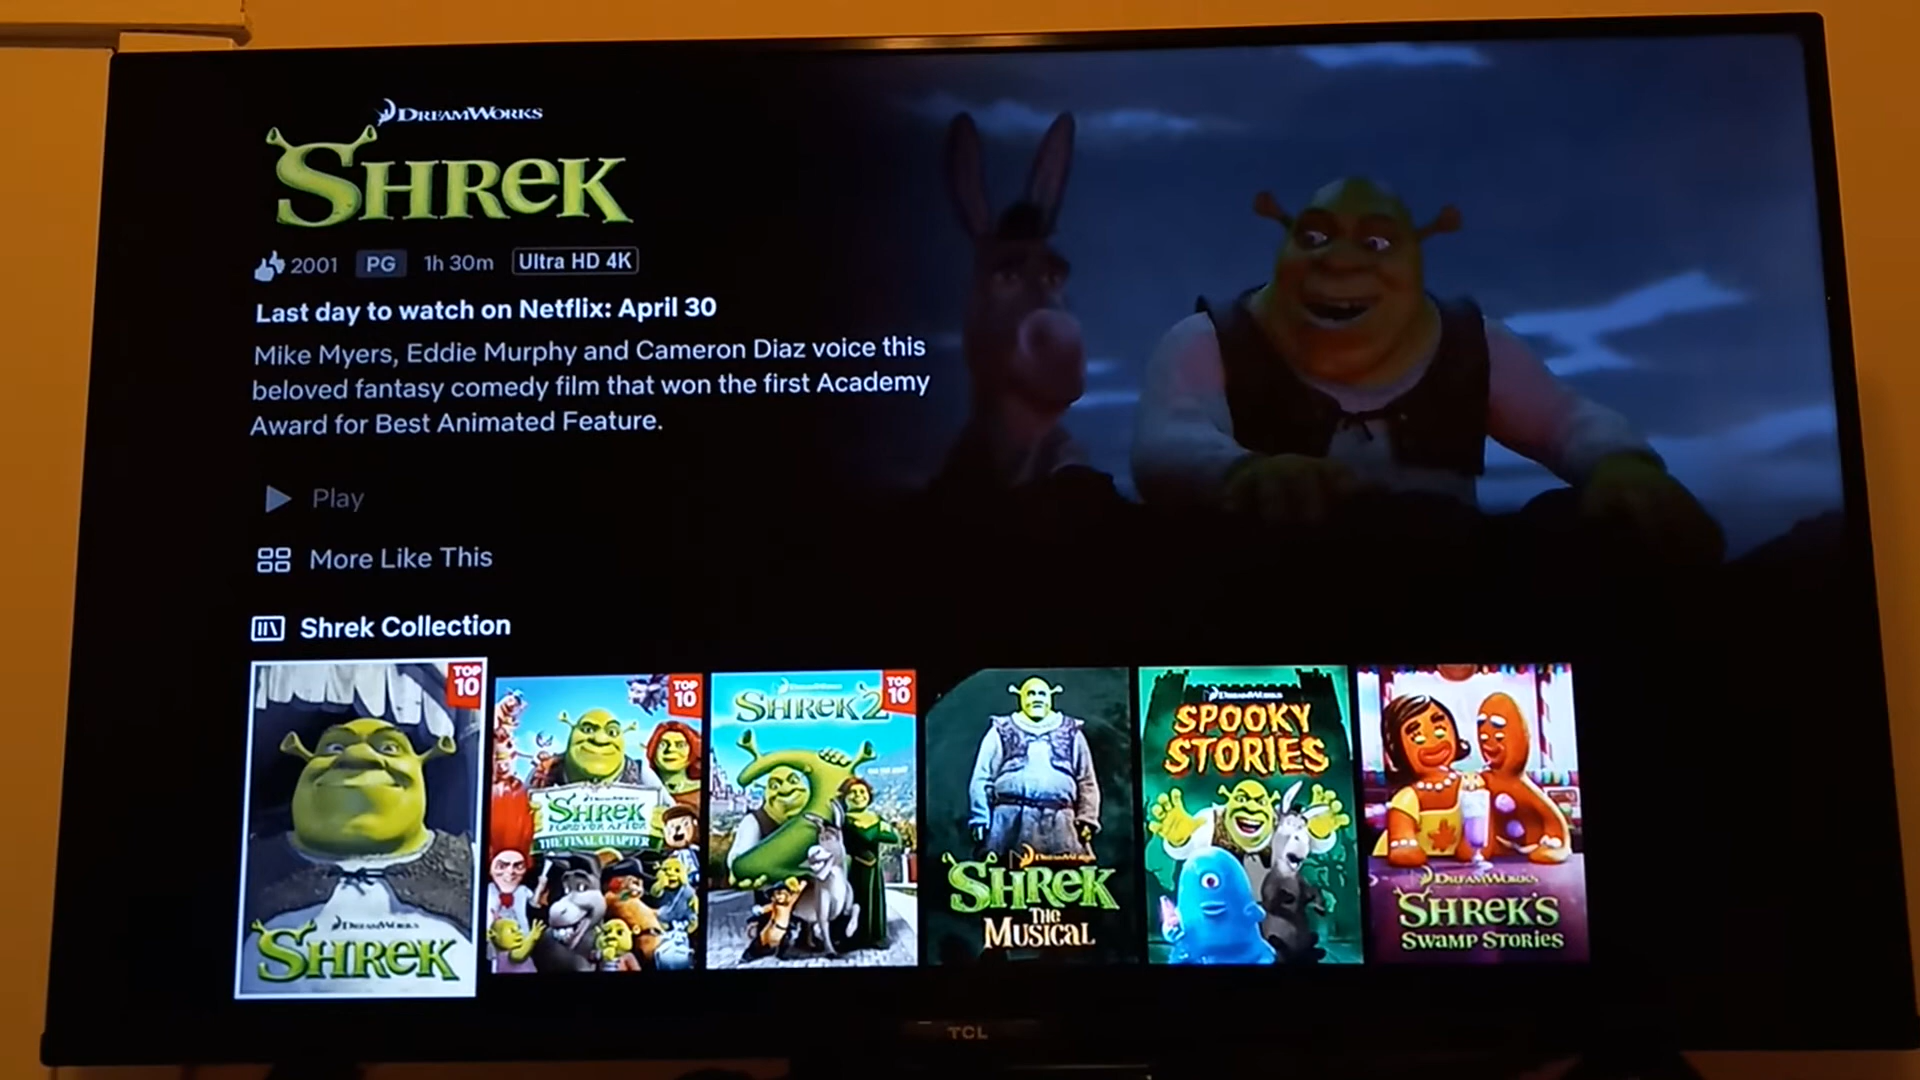 DREAMWORKS
SHREK
2001 PG 1h 30m Ultra HD 4K
Last day to watch on Netflix: April 30
Mike Myers, Eddie Murphy and Cameron Diaz voice this
beloved fantasy comedy film that won the first Academy
Award for Best Animated Feature.
Play
More Like This
Shrek Collection
TOP
10
DREAMWORKS
SHREK
TOP
10
SHREK
FOREVER AFTER
THE FINAL CHAPTER
TOP
10
SHREK 2
DREAMWORKS
SHREK
THE
MUSICAL
DREAMWORKS
SPOOKY
STORIES
DREAMWORKS
SHREK'S
SWAMP STORIES
TCL